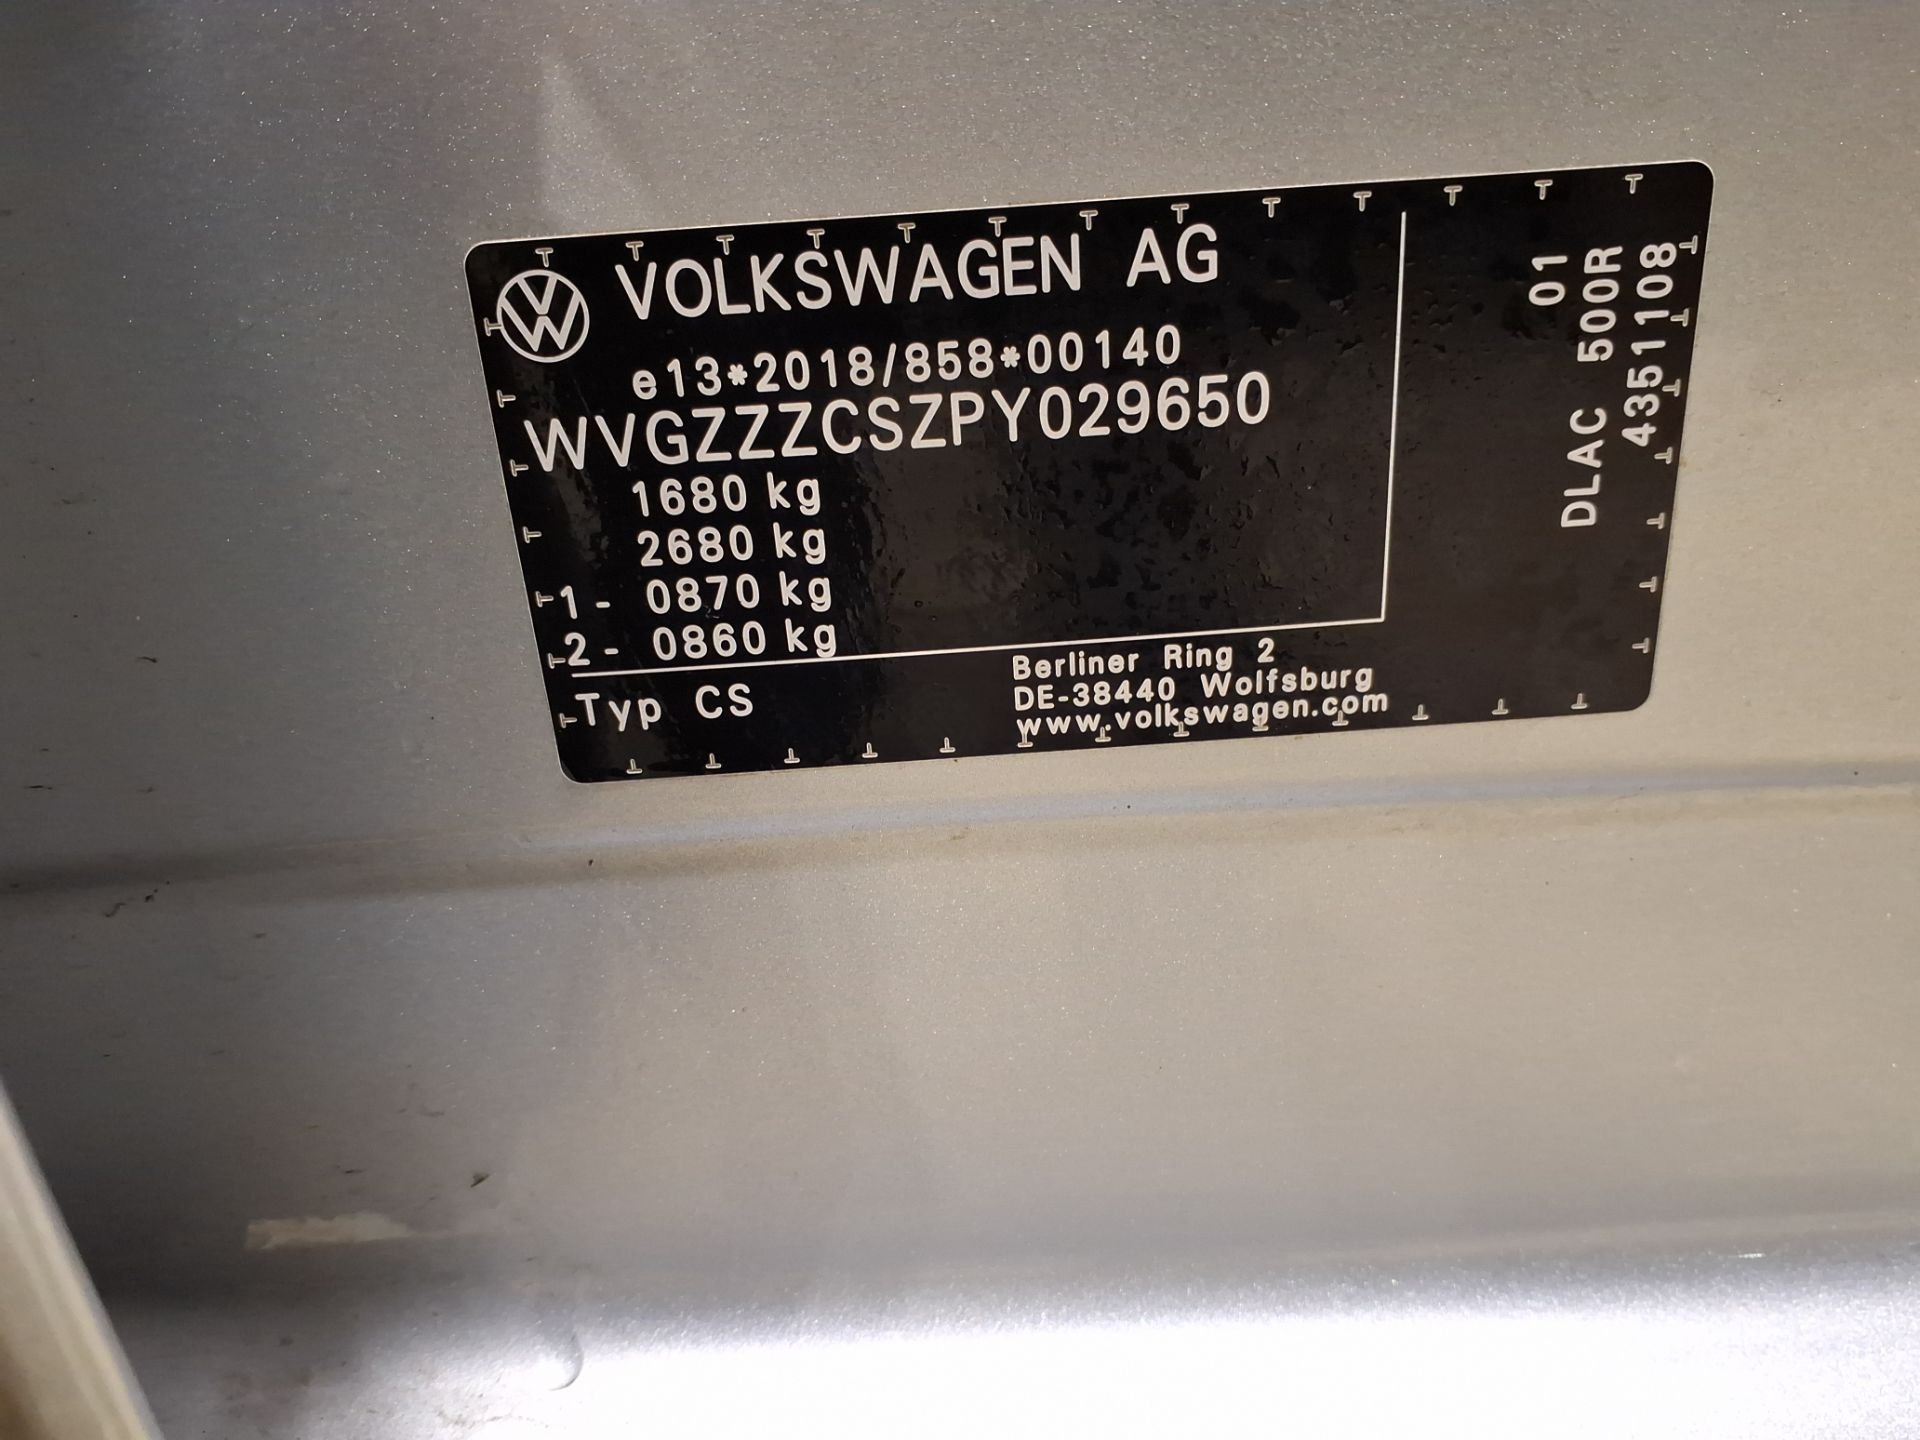 VOLKSWAGEN AG
e13*2018/858*00140
WVGZZZCSZPY029650
1680 kg
2680 kg
1 - 0870 kg
2 - 0860 kg
Typ CS
Berliner Ring 2
DE-38440 Wolfsburg
www.volkswagen.com
01
DLAC 500R
4351108